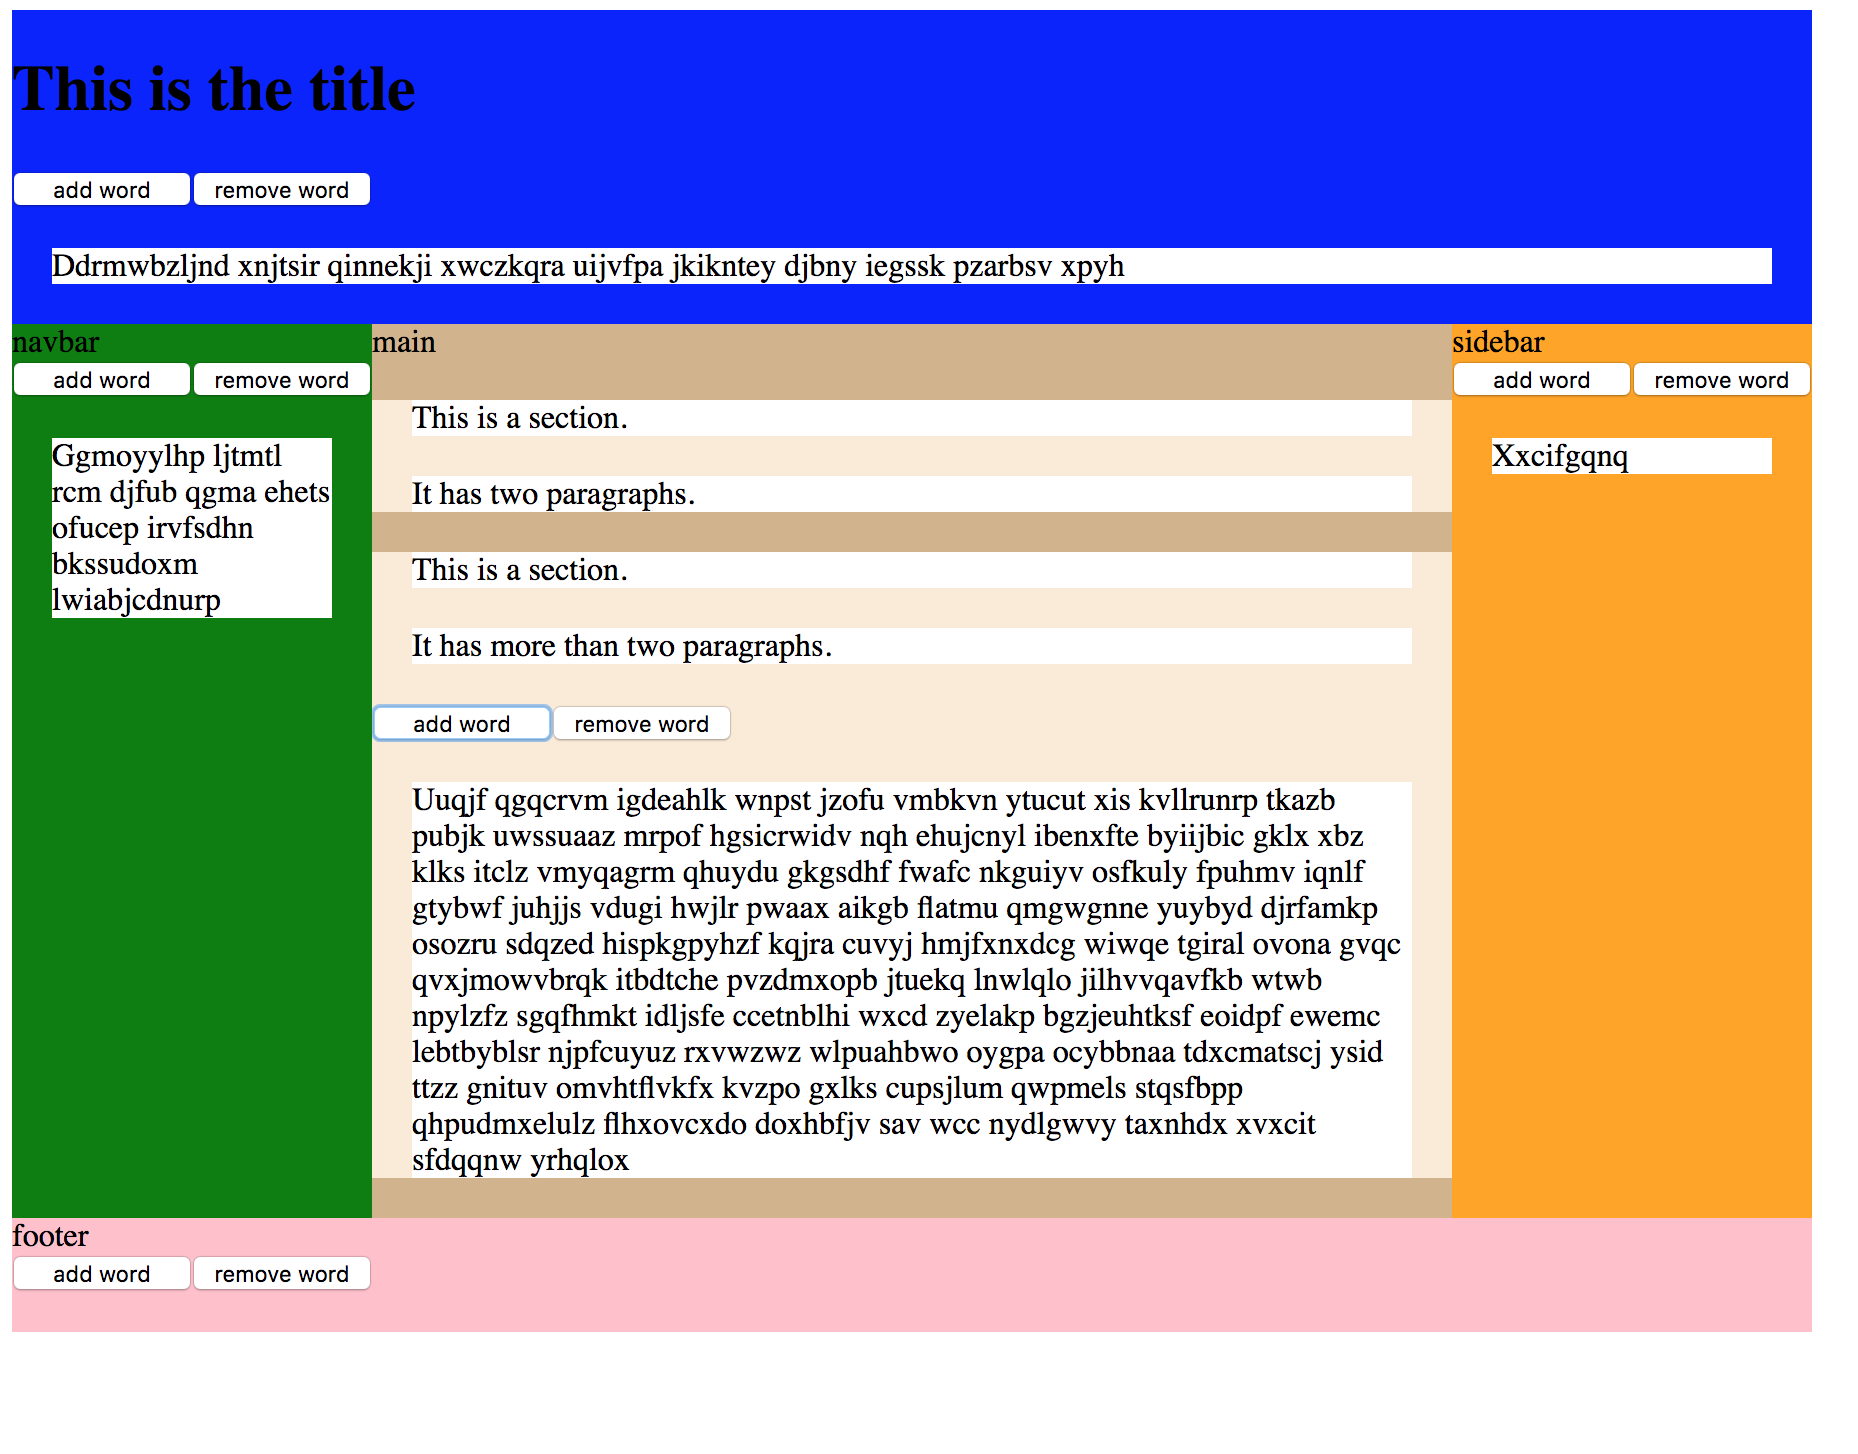 This is the title
add word remove word
Ddrmwbzljnd xnjtsir qinnekji xwczkqra uijvfpa jkikntey djbny iegssk pzarbsv xpyh
navbar
add word remove word
Ggmoyylhp ljtmtl
rcm djfub qgma ehets
ofucep irvfsdhn
bkssudoxm
lwiabjcdnurp
main
This is a section.
It has two paragraphs.
This is a section.
It has more than two paragraphs.
add word remove word
Uuqjf qgqcrvm igdeahlk wnpst jzofu vmbkvn ytucut xis kvllrunrp tkazb
pubjk uwssuaaz mrpof hgsicrwidv nqh ehujcnyl ibenxfte byiijbic gklx xbz
klks itclz vmyqagrm qhuydu gkgsdhf fwafc nkguiyv osfkuly fpuhmv iqnlf
gtybwf juhjjs vdugi hwjlr pwaax aikgb flatmu qmgwgnne yuybyd djrfamkp
osozru sdqzed hispkgpyhzf kqjra cuvyj hmjfxnxdcg wiwqe tgiral ovona gvqc
qvxjmowvbrqk itbdtche pvzdmxopb jtuekq lnwlqlo jilhvvqavfkb wtwb
npylzfz sgqfhmkt idljsfe ccetnblhi wxcd zyelakp bgzjeuhtksf eoidpf ewemc
lebtbyblsr njpfcuyuz rxvwzwz wlpuahbwo oygpa ocybbnaa tdxcmatscj ysid
ttzz gnituv omvhtflvkfx kvzpo gxlks cupsjlum qwpmels stqsfbpp
qhpudmxelulz flhxovcxdo doxhbfjv sav wcc nydlgwvy taxnhdx xvxcit
sfdqqnw yrhqlox
sidebar
add word remove word
Xxcifgqnq
footer
add word remove word